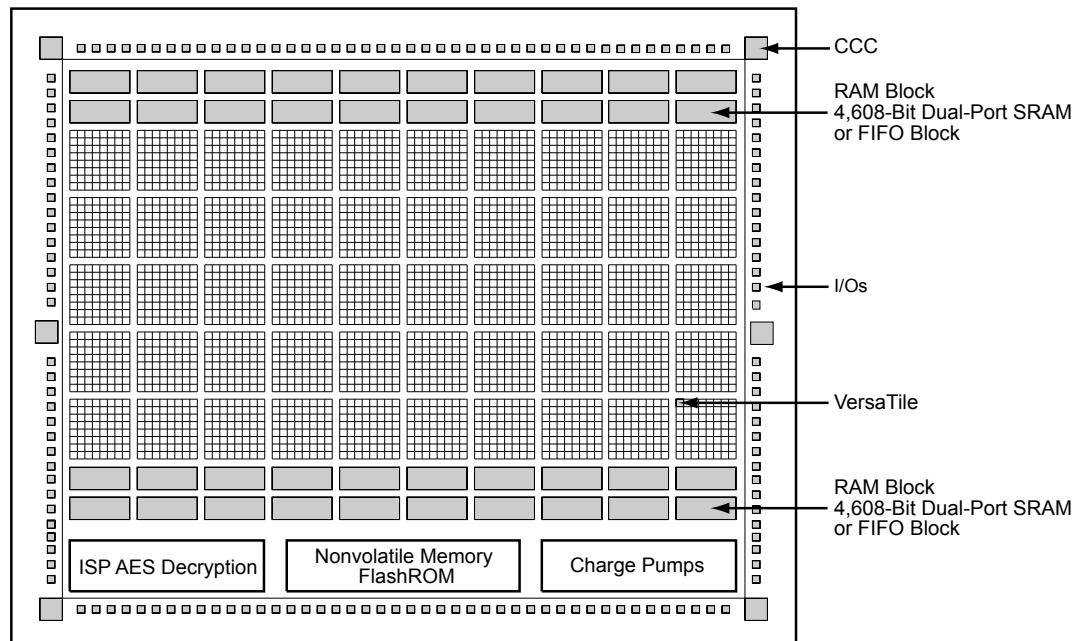 CCC
RAM Block
4,608-Bit Dual-Port SRAM
or FIFO Block
I/Os
VersaTile
RAM Block
4,608-Bit Dual-Port SRAM
or FIFO Block
ISP AES Decryption
Nonvolatile Memory
FlashROM
Charge Pumps